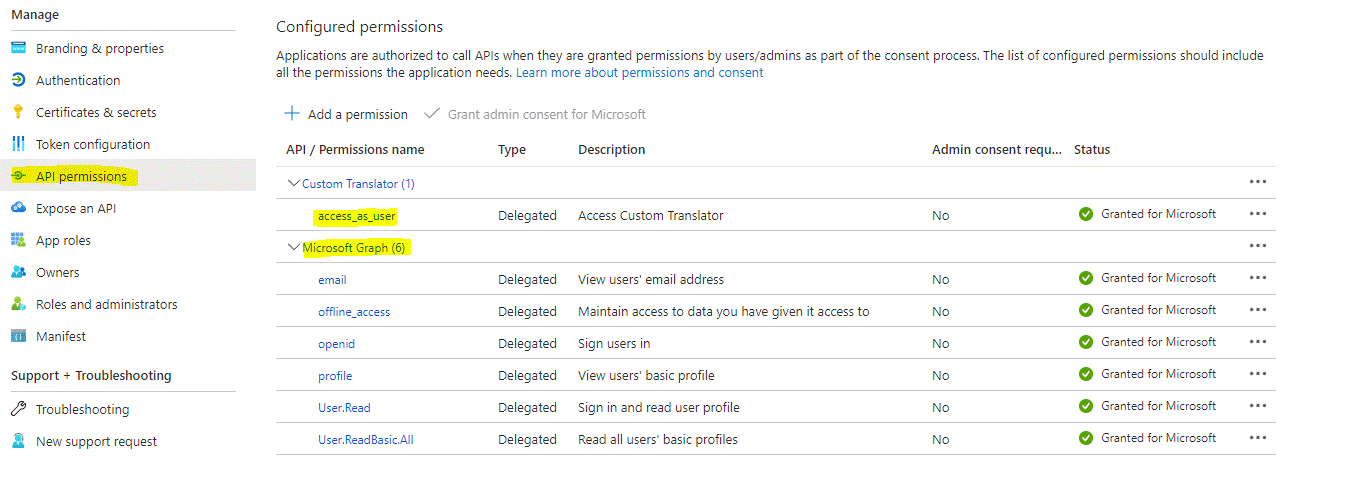 Manage
Branding & properties
Authentication
Certificates & secrets
Token configuration
API permissions
Expose an API
App roles
Owners
Roles and administrators
Manifest
Support + Troubleshooting
Troubleshooting
New support request
Configured permissions
Applications are authorized to call APIs when they are granted permissions by users/admins as part of the consent process. The list of configured permissions should include
all the permissions the application needs. Learn more about permissions and consent
Add a permission Grant admin consent for Microsoft
API / Permissions name Type Description Admin consent requ... Status
Custom Translator (1)
access_as_user Delegated Access Custom Translator No Granted for Microsoft
Microsoft Graph (6)
email Delegated View users' email address No Granted for Microsoft
offline_access Delegated Maintain access to data you have given it access to No Granted for Microsoft
openid Delegated Sign users in No Granted for Microsoft
profile Delegated View users' basic profile No Granted for Microsoft
User.Read Delegated Sign in and read user profile No Granted for Microsoft
User.ReadBasic.All Delegated Read all users' basic profiles No Granted for Microsoft